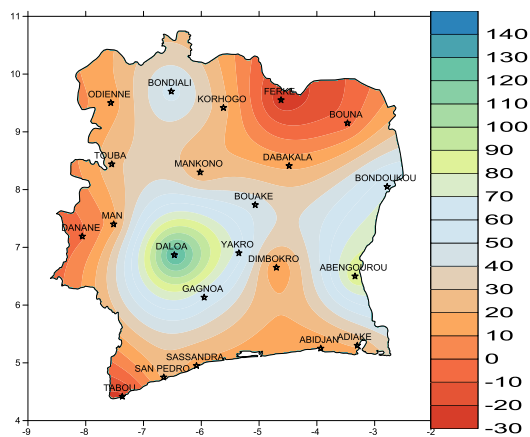 11
10
9
8
7
6
5
4
-9
-8
-7
-6
-5
-4
-3
-2
BONDIALI
ODIENNE
KORHOGO
FERKE
BOUNA
TOUBA
MANKONO
DABAKALA
BONDOUKOU
BOUAKE
MAN
DANANE
DALOA
YAKRO
DIMBOKRO
ABENGOUROU
GAGNOA
ABIDJAN
ADIAKE
SASSANDRA
SAN PEDRO
TABOU
140
130
120
110
100
90
80
70
60
50
40
30
20
10
0
-10
-20
-30